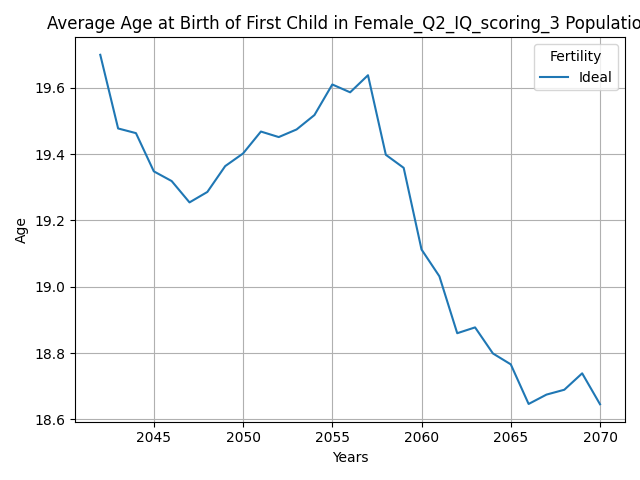 Average Age at Birth of First Child in Female_Q2_IQ_scoring_3 Populatio
Fertility
Ideal
Age
19.6
19.4
19.2
19.0
18.8
18.6
2045 2050 2055 2060 2065 2070
Years